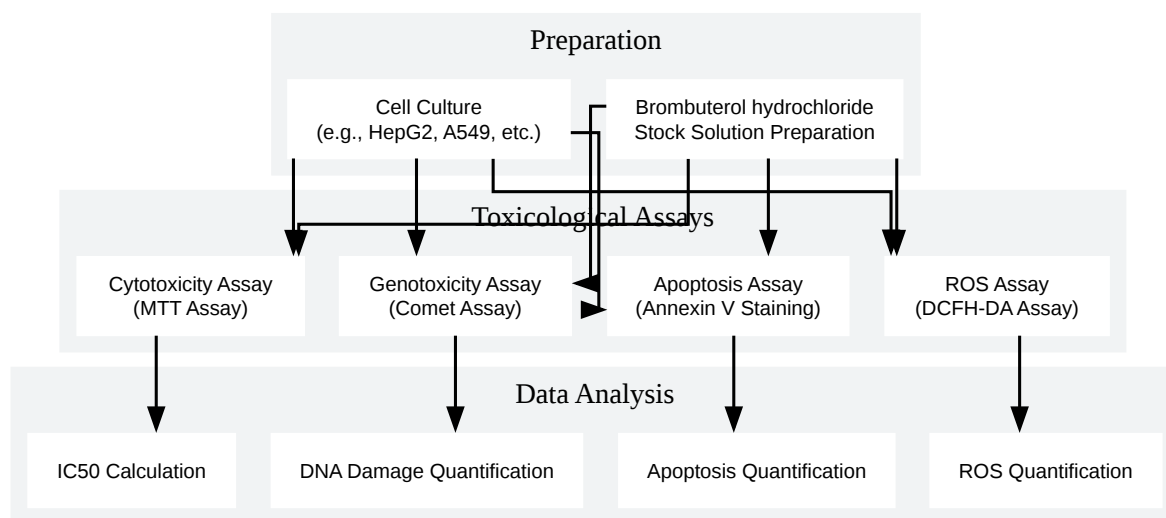 Preparation
Cell Culture
(e.g., HepG2, A549, etc.)
Brombuterol hydrochloride
Stock Solution Preparation
Toxicological Assays
Cytotoxicity Assay
(MTT Assay)
Genotoxicity Assay
(Comet Assay)
Apoptosis Assay
(Annexin V Staining)
ROS Assay
(DCFH-DA Assay)
Data Analysis
IC50 Calculation
DNA Damage Quantification
Apoptosis Quantification
ROS Quantification